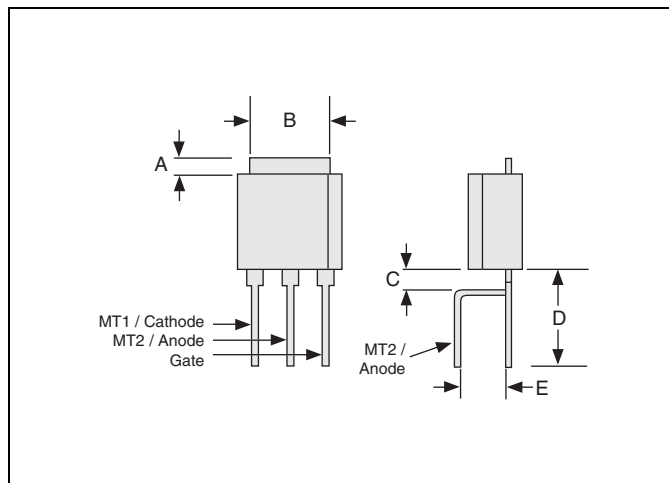 B
A
C
D
MT1 / Cathode
MT2 / Anode
Gate
MT2 /
Anode
E